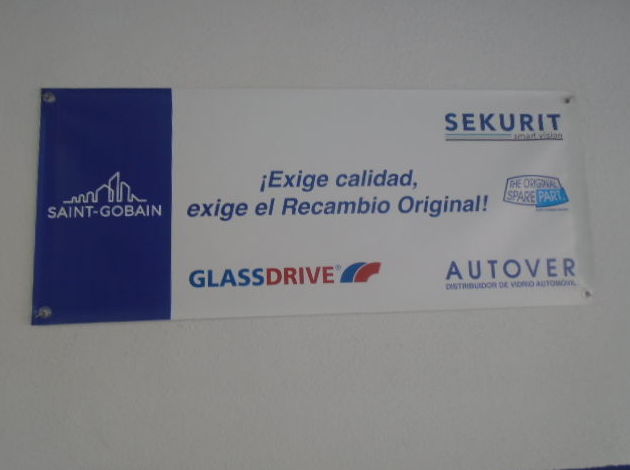 SAINT-GOBAIN
¡Exige calidad,
exige el Recambio Original!
GLASSDRIVE®
SEKURIT
smart vision
THE ORIGINAL
SPARE PART.
AUTOVER
DISTRIBUIDOR DE VIDRIO AUTOMÓVIL